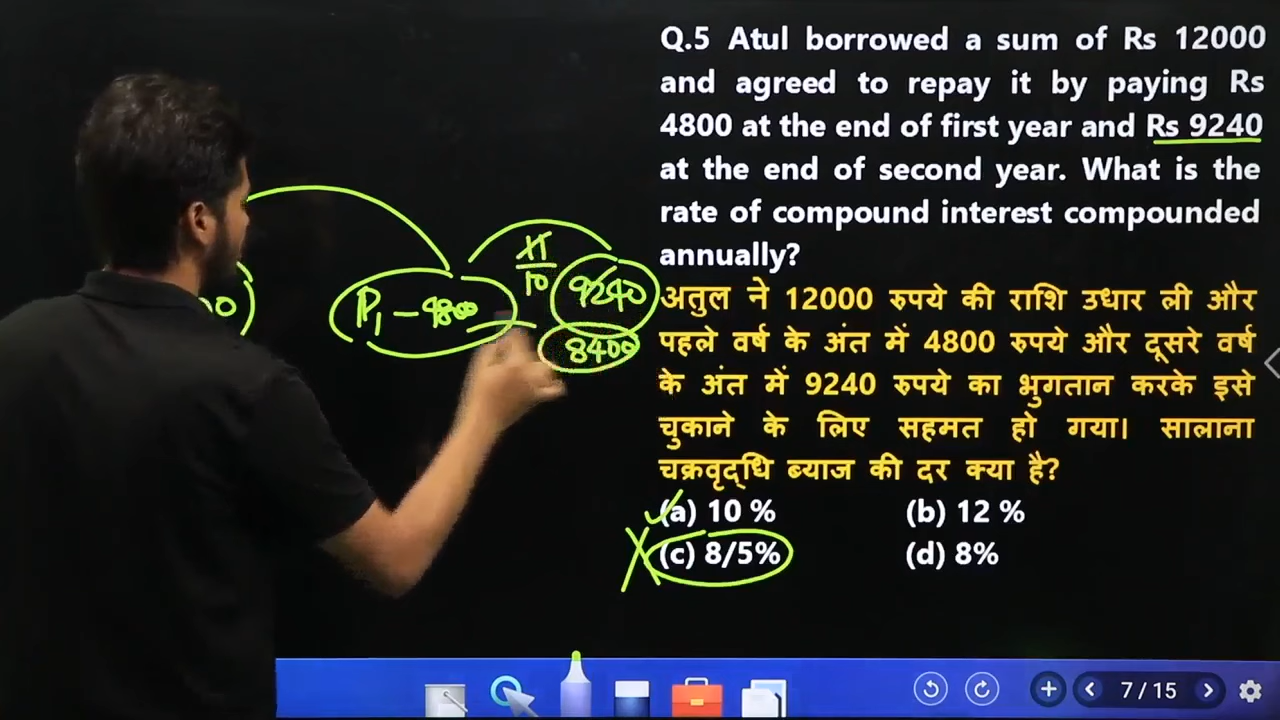 Q.5 Atul borrowed a sum of Rs 12000
and agreed to repay it by paying Rs
4800 at the end of first year and Rs 9240
at the end of second year. What is the
rate of compound interest compounded
annually?
अतुल ने 12000 रुपये की राशि उधार ली और
पहले वर्ष के अंत में 4800 रुपये और दूसरे वर्ष
के अंत में 9240 रुपये का भुगतान करके इसे
चुकाने के लिए सहमत हो गया। सालाना
चक्रवृद्धि ब्याज की दर क्या है?
(a) 10 % (b) 12 %
(c) 8/5% (d) 8%
11
10
P₁ - 4800
9240
8400
7 / 15